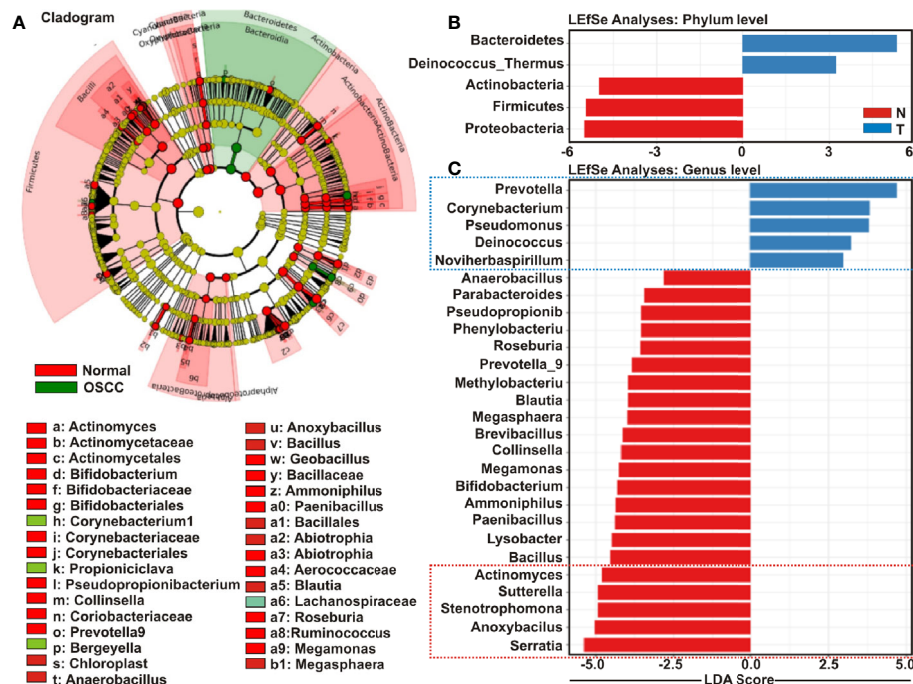 A
Cladogram
Bacteroidetes
Bacteroidia
Actinobacteria
Bacilli
Firmicutes
Normal
OSCC
a: Actinomyces
b: Actinomycetaceae
c: Actinomycetales
d: Bifidobacterium
f: Bifidobacteriaceae
g: Bifidobacteriales
h: Corynebacterium1
i: Corynebacteriaceae
j: Corynebacteriales
k: Propioniciclava
l: Pseudopropionibacterium
m: Collinsella
n: Coriobacteriaceae
o: Prevotella9
p: Bergeyella
s: Chloroplast
t: Anaerobacillus
u: Anoxybacillus
v: Bacillus
w: Geobacillus
y: Bacillaceae
z: Ammoniphilus
a0: Paenibacillus
a1: Bacillales
a2: Abiotrophia
a3: Abiotrophia
a4: Aerococcaceae
a5: Blautia
a6: Lachanospiraceae
a7: Roseburia
a8:Ruminococcus
a9: Megamonas
b1: Megasphaera
B
LEfSe Analyses: Phylum level
Bacteroidetes
Deinococcus_Thermus
Actinobacteria
Firmicutes
Proteobacteria
N
T
-6 -3 0 3 6
C
LEfSe Analyses: Genus level
Prevotella
Corynebacterium
Pseudomonus
Deinococcus
Noviherbaspirillum
Anaerobacillus
Parabacteroides
Pseudopropionib
Phenylobacteriu
Roseburia
Prevotella_9
Methylobacteriu
Blautia
Megasphaera
Brevibacillus
Collinsella
Megamonas
Bifidobacterium
Ammoniphilus
Paenibacillus
Lysobacter
Bacillus
Actinomyces
Sutterella
Stenotrophomona
Anoxybacilus
Serratia
-5.0 -2.5 0.0 2.5 5.0
LDA Score